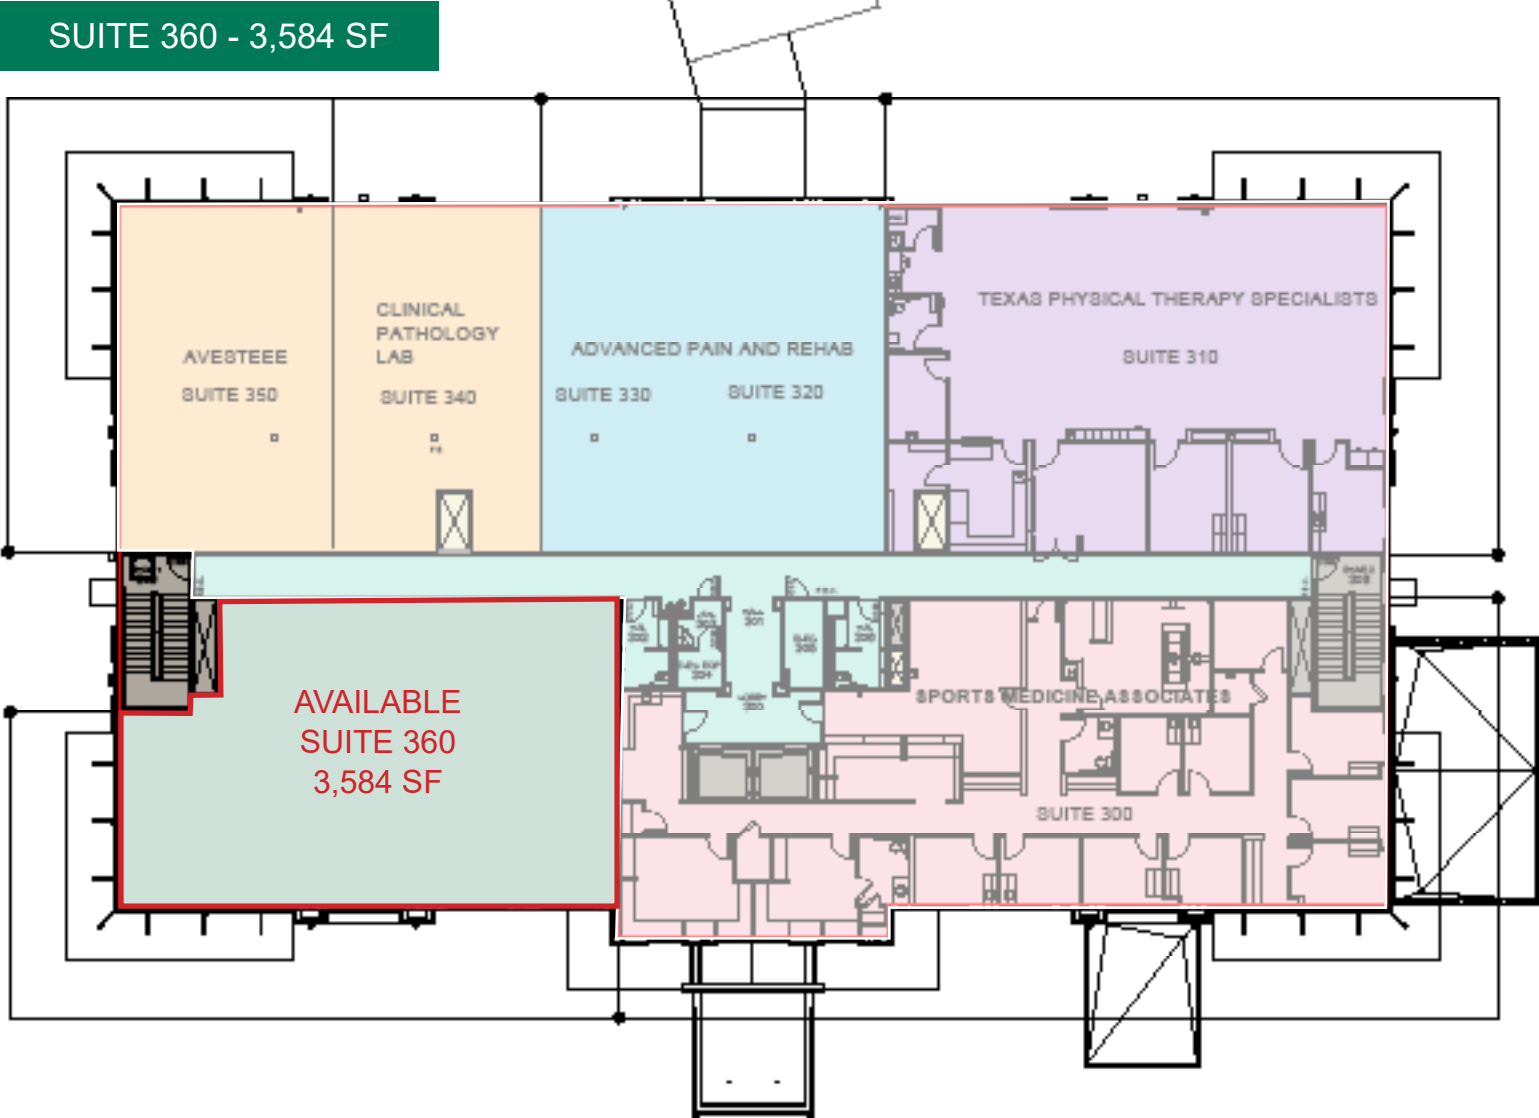 SUITE 360 - 3,584 SF
TEXAS PHYSICAL THERAPY SPECIALISTS
SUITE 310
CLINICAL
PATHOLOGY
LAB
SUITE 340
AVESTEEE
SUITE 350
ADVANCED PAIN AND REHAB
SUITE 330
SUITE 320
AVAILABLE
SUITE 360
3,584 SF
SPORTS MEDICINE ASSOCIATES
SUITE 300